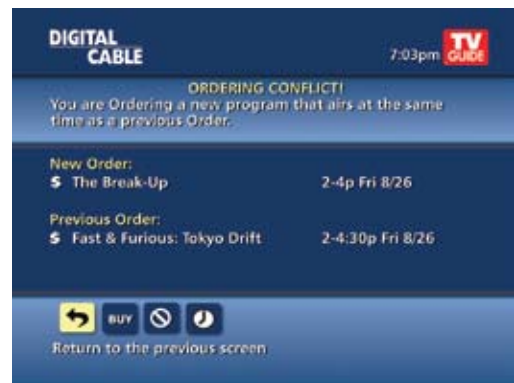 DIGITAL
CABLE
7:03pm
TV
GUIDE
ORDERING CONFLICT!
You are Ordering a new program that airs at the same
time as a previous Order.
New Order:
$ The Break-Up 2-4p Fri 8/26
Previous Order:
$ Fast & Furious: Tokyo Drift 2-4:30p Fri 8/26
BUY
Return to the previous screen